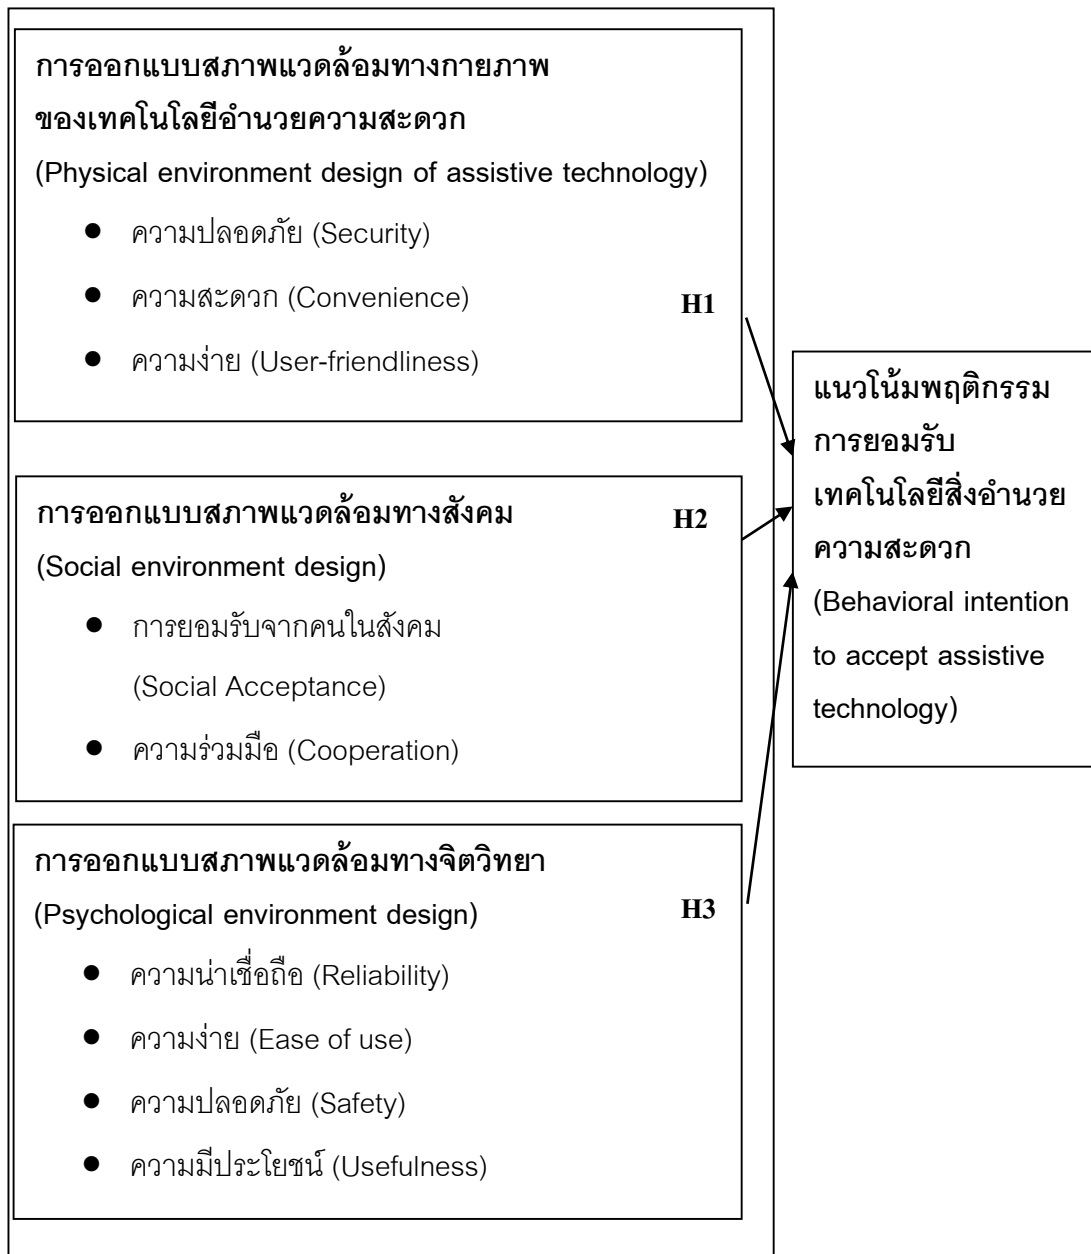 การออกแบบสภาพแวดล้อมทางกายภาพ
ของเทคโนโลยีอำนวยความสะดวก
(Physical environment design of assistive technology)
● ความปลอดภัย (Security)
● ความสะดวก (Convenience)
H1
● ความง่าย (User-friendliness)
การออกแบบสภาพแวดล้อมทางสังคม
H2
(Social environment design)
● การยอมรับจากคนในสังคม
(Social Acceptance)
● ความร่วมมือ (Cooperation)
การออกแบบสภาพแวดล้อมทางจิตวิทยา
(Psychological environment design)
H3
● ความน่าเชื่อถือ (Reliability)
● ความง่าย (Ease of use)
● ความปลอดภัย (Safety)
● ความมีประโยชน์ (Usefulness)
แนวโน้มพฤติกรรม
การยอมรับ
เทคโนโลยีสิ่งอำนวย
ความสะดวก
(Behavioral intention
to accept assistive
technology)